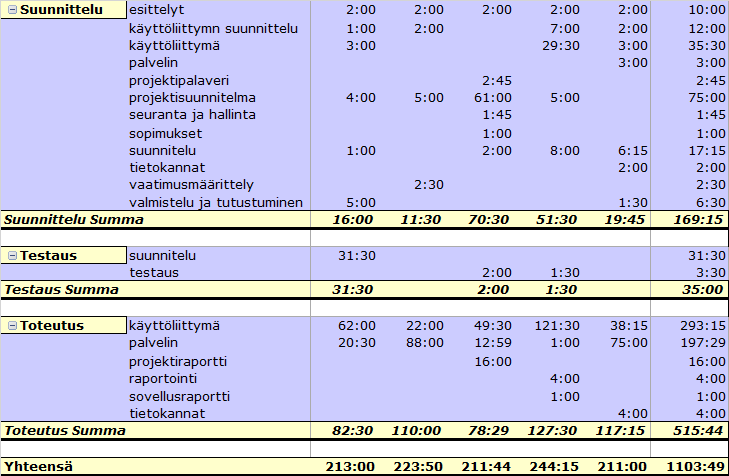 Suunnittelu esittelyt 2:00 2:00 2:00 2:00 2:00 10:00
käyttöliittymn suunnittelu 1:00 2:00 7:00 2:00 12:00
käyttöliittymä 3:00 29:30 3:00 35:30
palvelin 3:00 3:00
projektipalaveri 2:45 2:45
projektisuunnitelma 4:00 5:00 61:00 5:00 75:00
seuranta ja hallinta 1:45 1:45
sopimukset 1:00 1:00
suunnitelu 1:00 2:00 8:00 6:15 17:15
tietokannat 2:00 2:00
vaatimusmäärittely 2:30 2:30
valmistelu ja tutustuminen 5:00 1:30 6:30
Suunnittelu Summa 16:00 11:30 70:30 51:30 19:45 169:15
Testaus suunnitelu 31:30 31:30
testaus 2:00 1:30 3:30
Testaus Summa 31:30 2:00 1:30 35:00
Toteutus käyttöliittymä 62:00 22:00 49:30 121:30 38:15 293:15
palvelin 20:30 88:00 12:59 1:00 75:00 197:29
projektiraportti 16:00 16:00
raportointi 4:00 4:00
sovellusraportti 1:00 1:00
tietokannat 4:00 4:00
Toteutus Summa 82:30 110:00 78:29 127:30 117:15 515:44
Yhteensä 213:00 223:50 211:44 244:15 211:00 1103:49